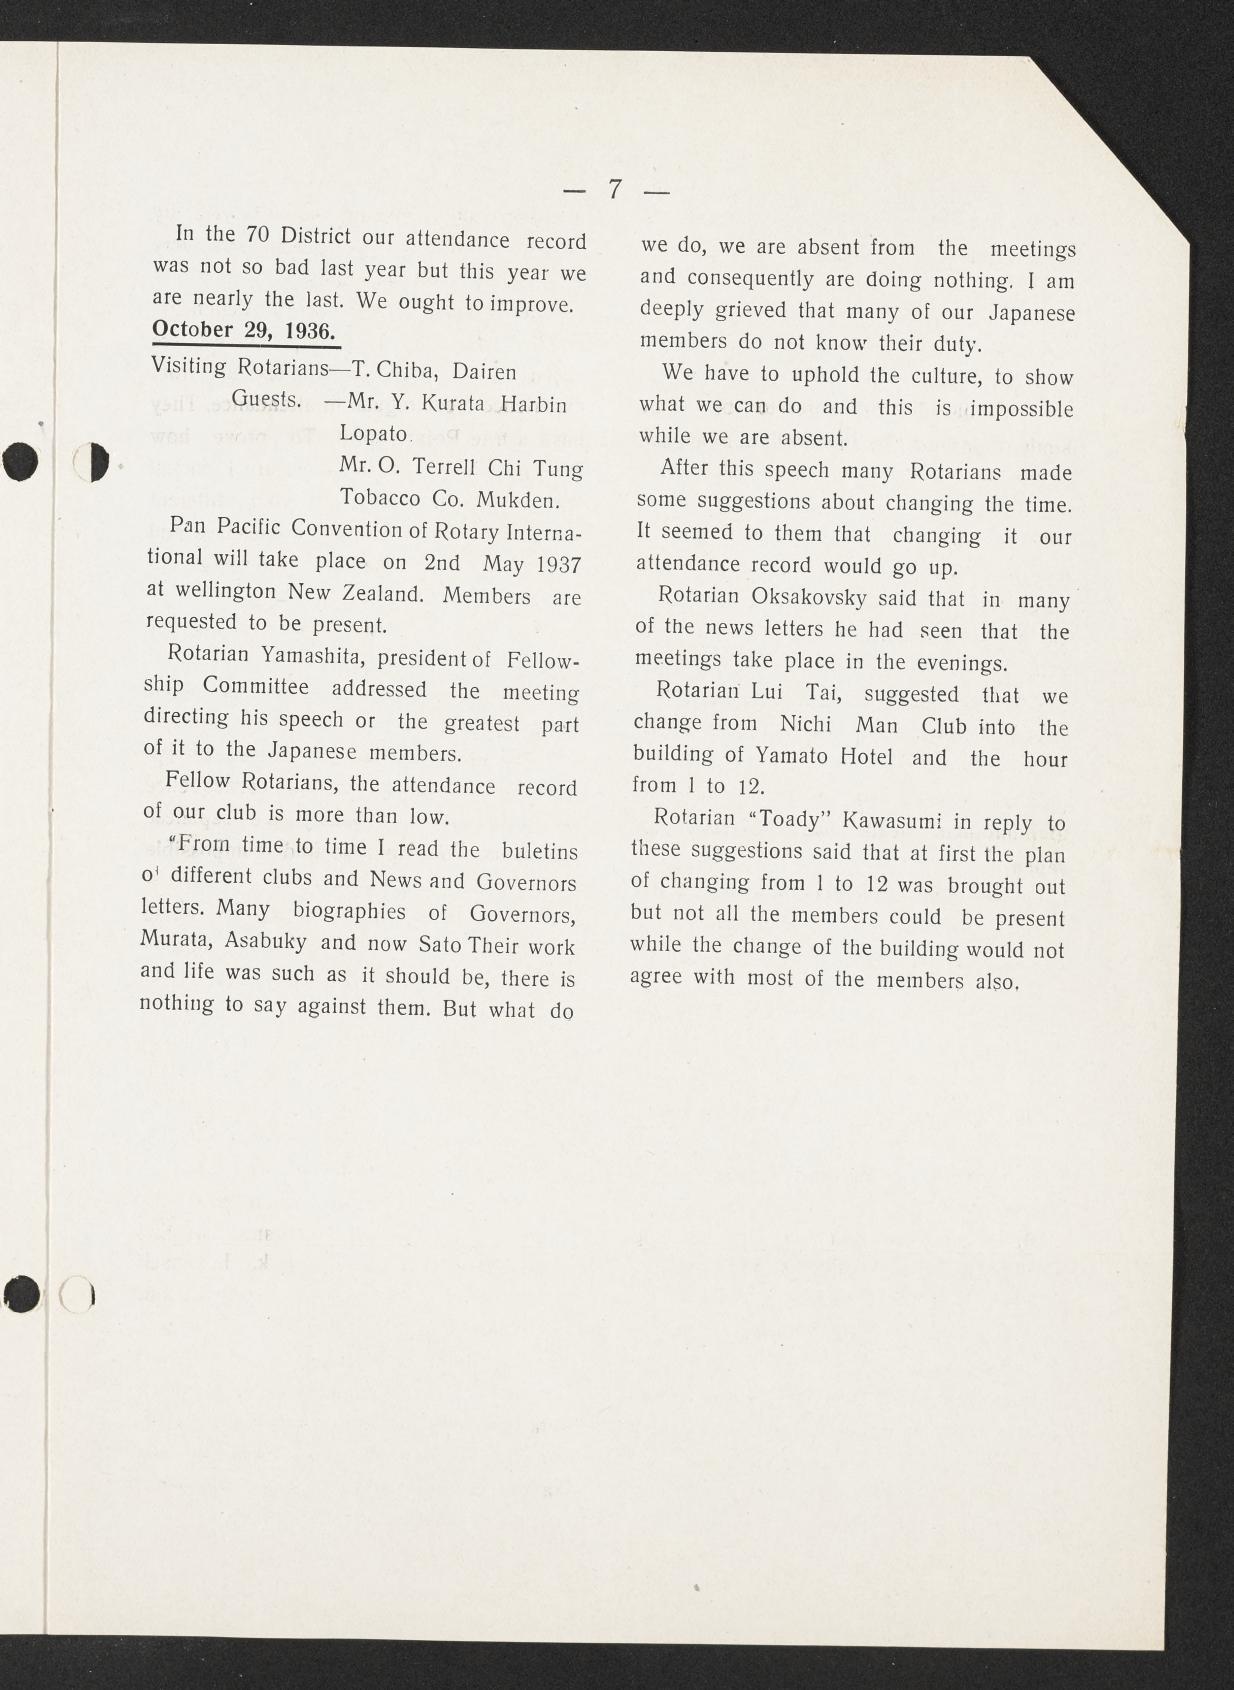 — 7 —
In the 70 District our attendance record
was not so bad last year but this year we
are nearly the last. We ought to improve.
October 29, 1936.
Visiting Rotarians—T. Chiba, Dairen
Guests. —Mr. Y. Kurata Harbin
Lopato.
Mr. O. Terrell Chi Tung
Tobacco Co. Mukden.
Pan Pacific Convention of Rotary Interna-
tional will take place on 2nd May 1937
at wellington New Zealand. Members are
requested to be present.
Rotarian Yamashita, president of Fellow-
ship Committee addressed the meeting
directing his speech or the greatest part
of it to the Japanese members.
Fellow Rotarians, the attendance record
of our club is more than low.
“From time to time I read the buletins
of different clubs and News and Governors
letters. Many biographies of Governors,
Murata, Asabuky and now Sato Their work
and life was such as it should be, there is
nothing to say against them. But what do
we do, we are absent from the meetings
and consequently are doing nothing. I am
deeply grieved that many of our Japanese
members do not know their duty.
We have to uphold the culture, to show
what we can do and this is impossible
while we are absent.
After this speech many Rotarians made
some suggestions about changing the time.
It seemed to them that changing it our
attendance record would go up.
Rotarian Oksakovsky said that in many
of the news letters he had seen that the
meetings take place in the evenings.
Rotarian Lui Tai, suggested that we
change from Nichi Man Club into the
building of Yamato Hotel and the hour
from 1 to 12.
Rotarian “Toady” Kawasumi in reply to
these suggestions said that at first the plan
of changing from 1 to 12 was brought out
but not all the members could be present
while the change of the building would not
agree with most of the members also.